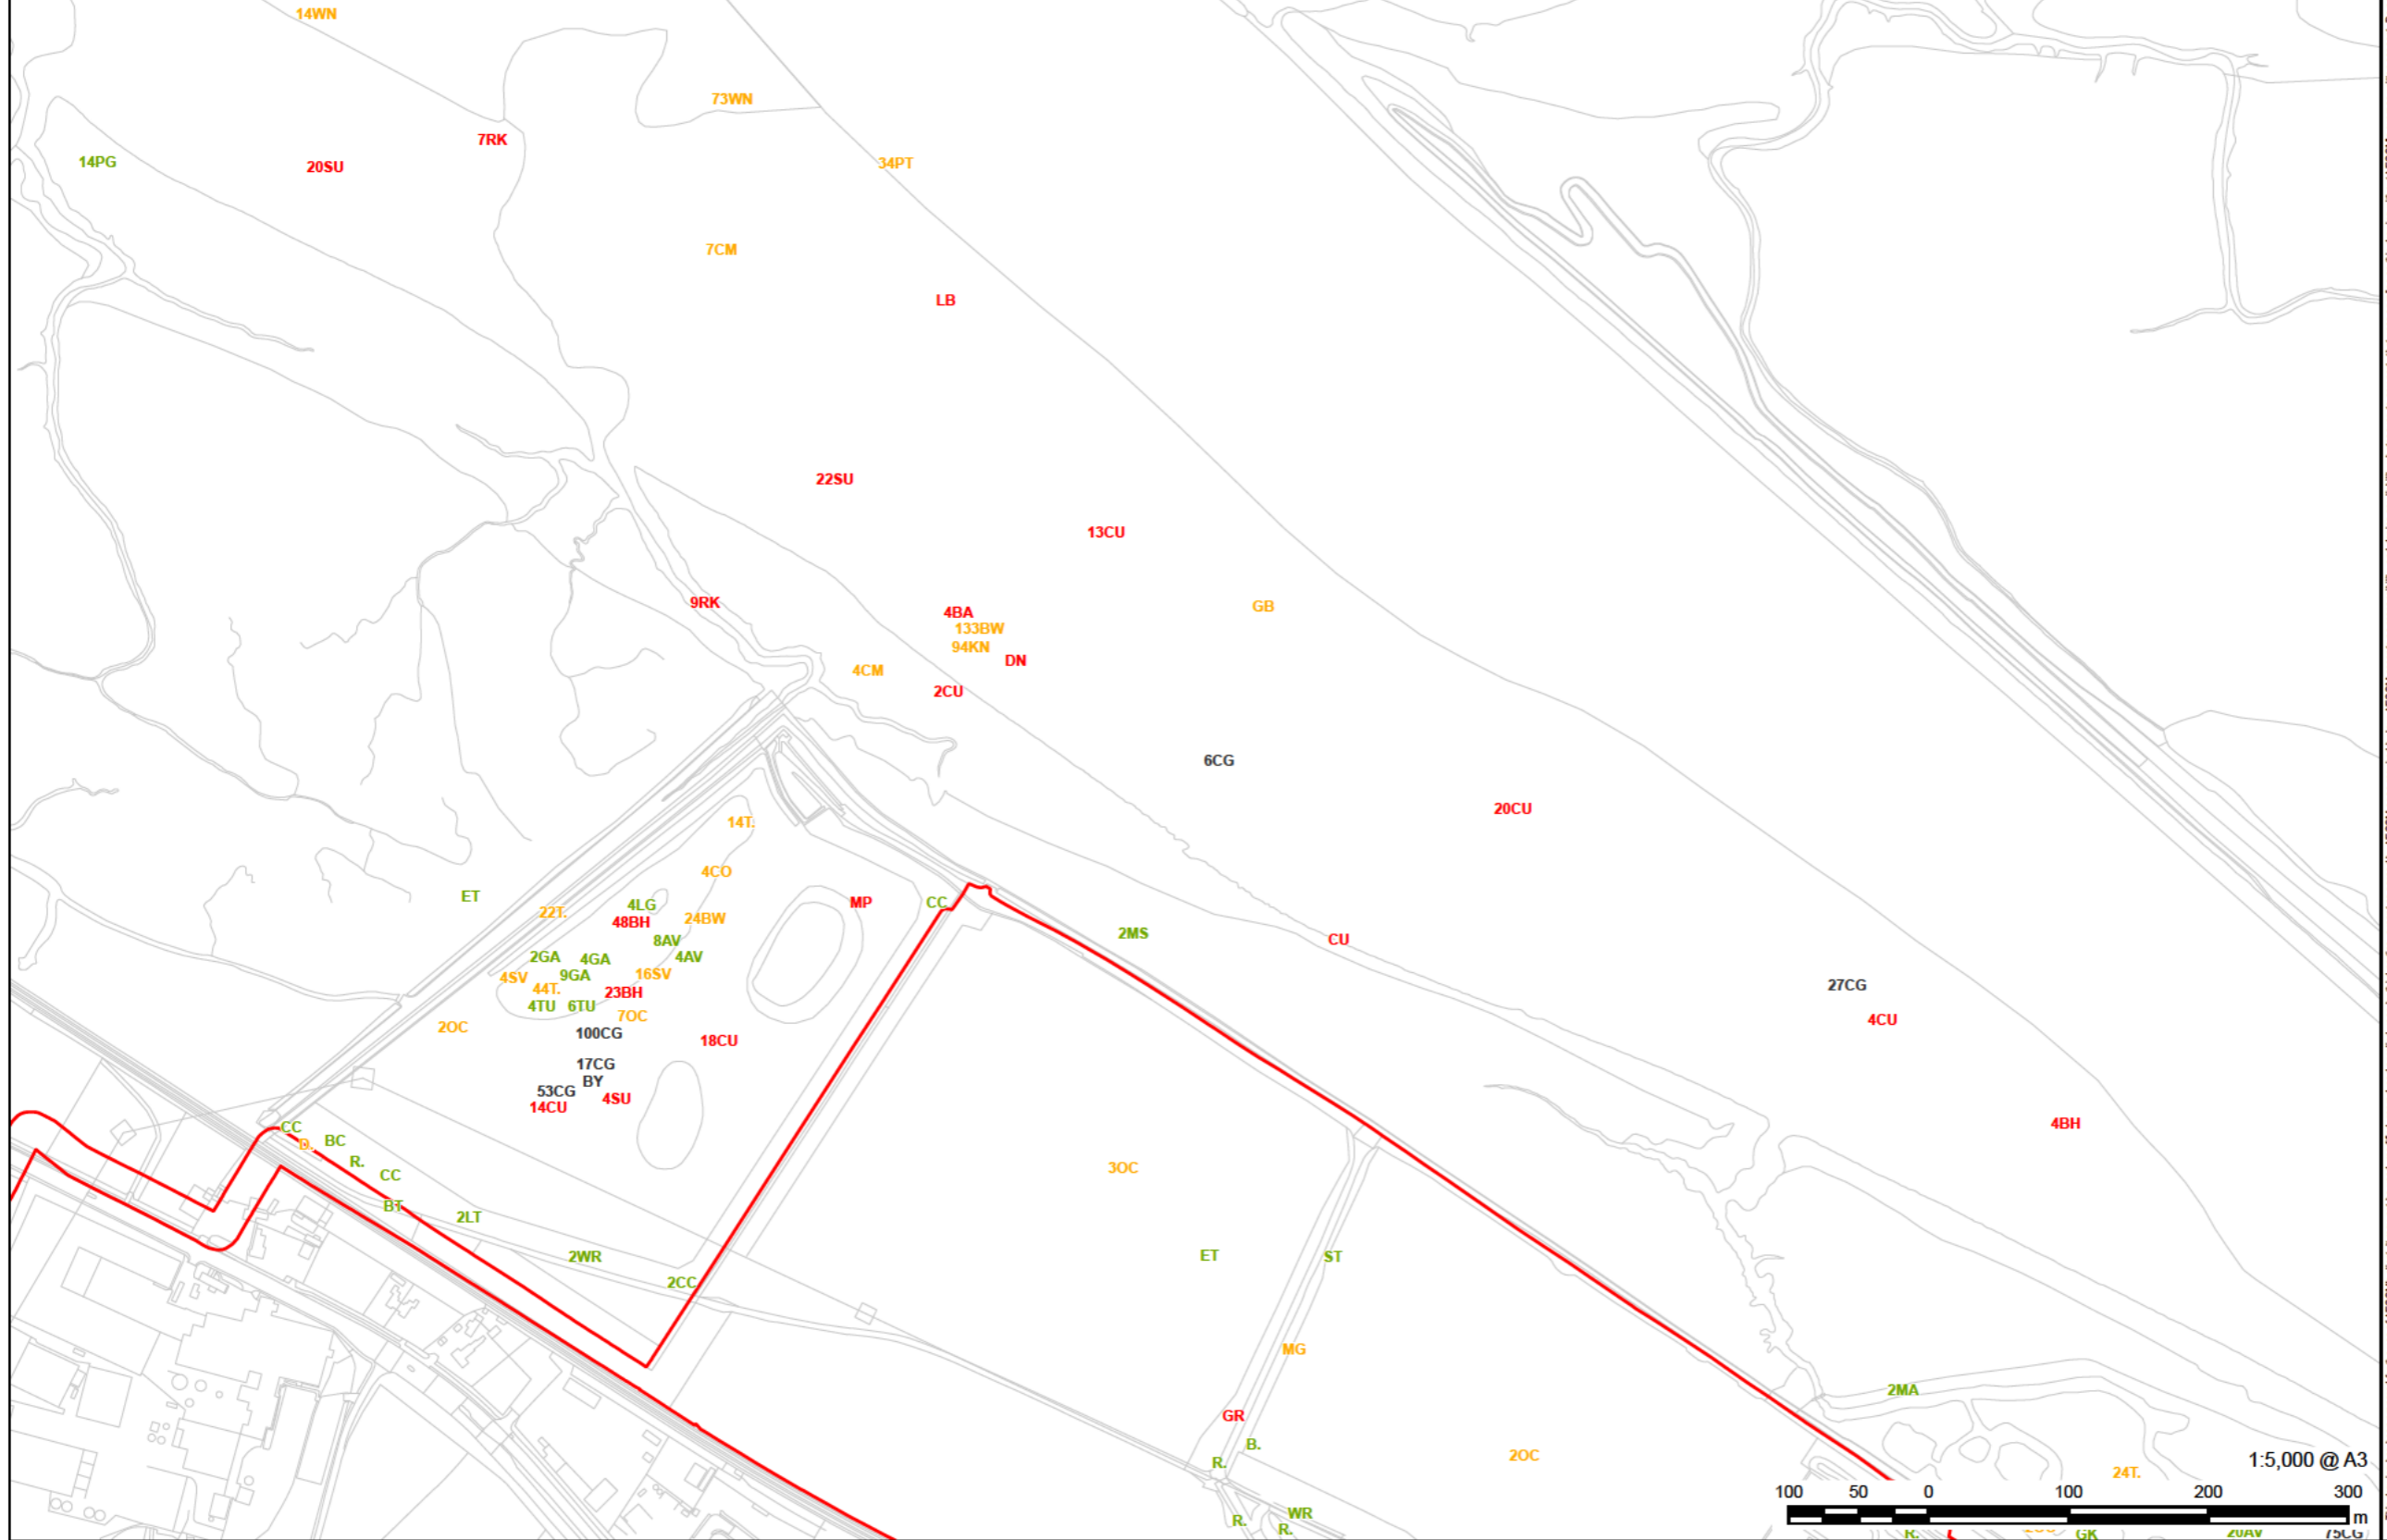 14WN
73WN
7RK
14PG
20SU
34PT
7CM
LB
22SU
13CU
9RK
4BA
GB
133BW
94KN
DN
4CM
2CU
6CG
20CU
14T.
4CO
ET
4LG
MP
CC
22T.
48BH
24BW
2MS
8AV
CU
2GA
4GA
4AV
4SV
9GA
16SV
27CG
44T.
23BH
4TU
6TU
7OC
4CU
2OC
100CG
18CU
17CG
BY
53CG
4SU
14CU
4BH
CC
D.
BC
R.
3OC
CC
BT
2LT
2WR
ET
ST
2CC
MG
2MA
GR
B.
R.
2OC
1:5,000 @ A3
24T.
100 50 0 100 200 300
m
WR
R.
R.
R.
GK
20AV
75CG